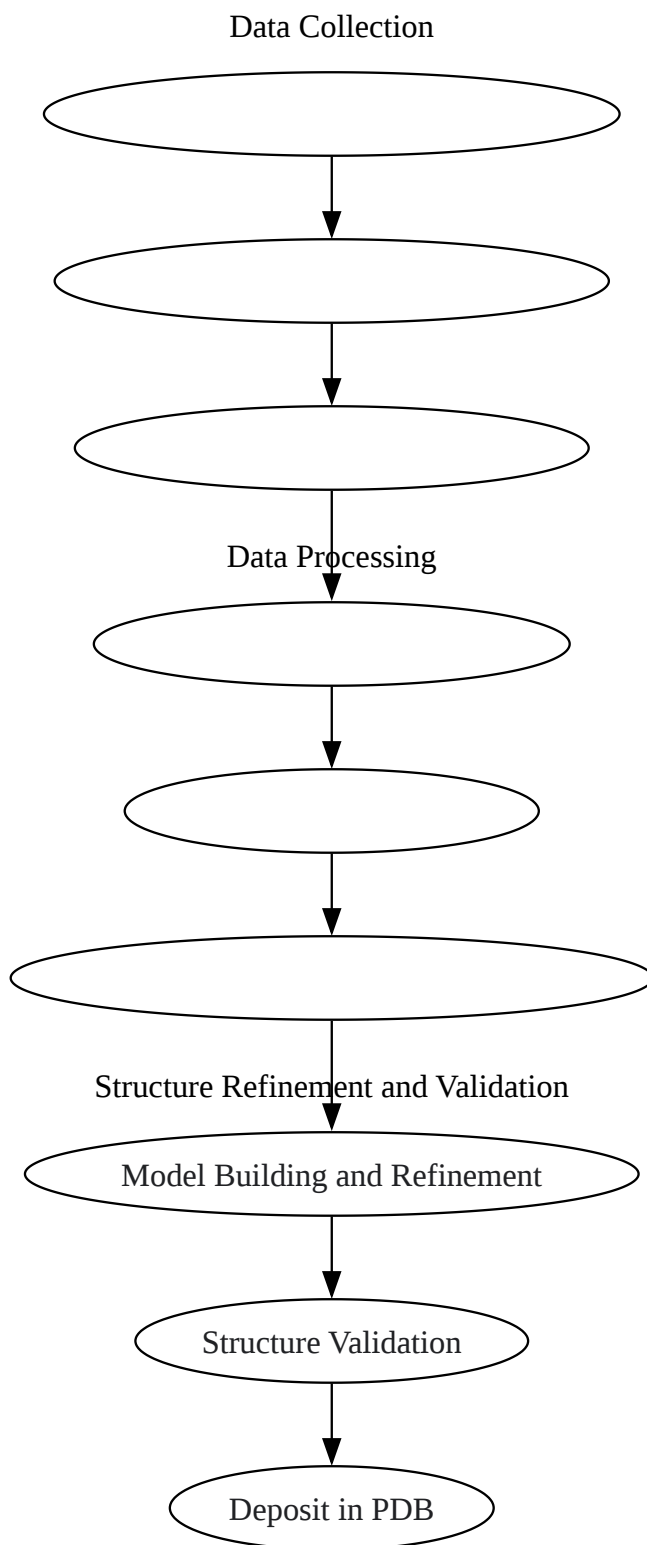 Data Collection
Data Processing
Structure Refinement and Validation
Model Building and Refinement
Structure Validation
Deposit in PDB